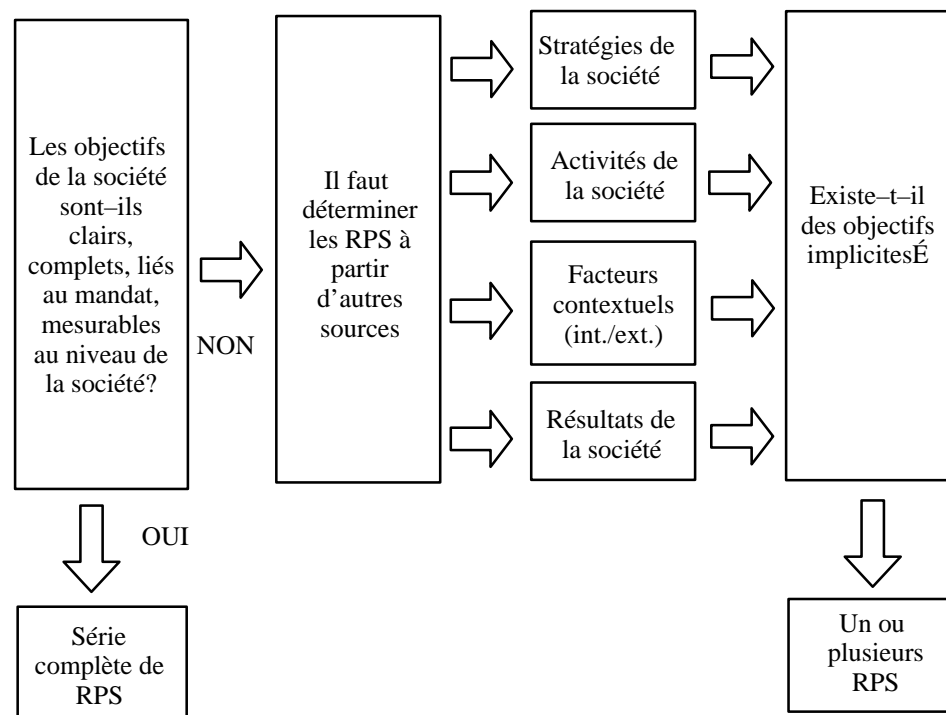 Les objectifs
de la société
sont–ils
clairs,
complets, liés
au mandat,
mesurables
au niveau de
la société?
NON
OUI
Série
complète de
RPS
Il faut
déterminer
les RPS à
partir
d’autres
sources
Stratégies de
la société
Activités de
la société
Facteurs
contextuels
(int./ext.)
Résultats de
la société
Existe–t–il
des objectifs
implicitesÉ
Un ou
plusieurs
RPS